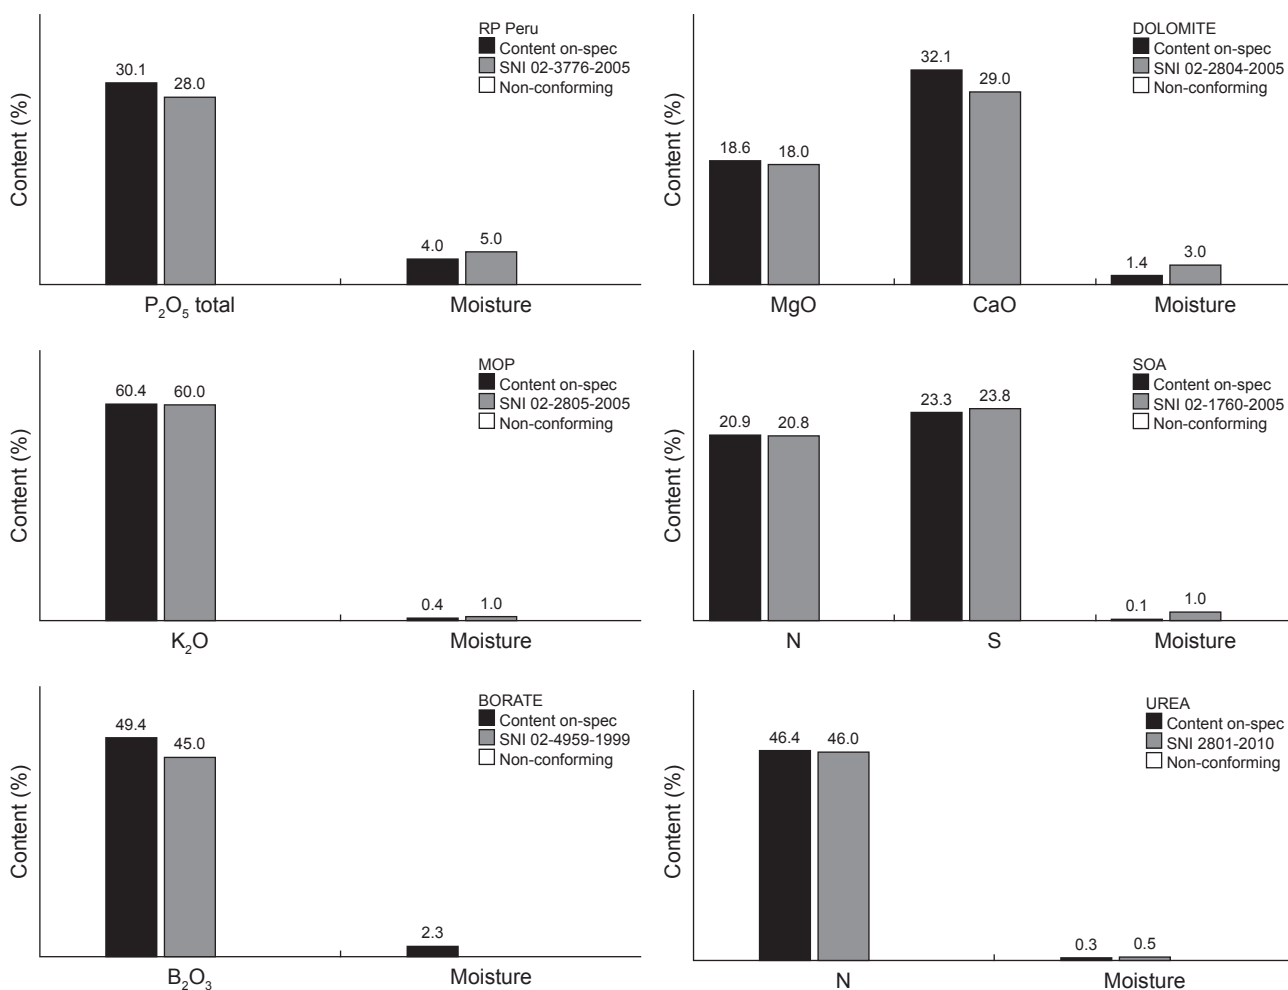 RP Peru
Content on-spec
SNI 02-3776-2005
Non-conforming
Content (%)
30.1
28.0
4.0
5.0
P₂O₅ total
Moisture
DOLOMITE
Content on-spec
SNI 02-2804-2005
Non-conforming
Content (%)
18.6
18.0
32.1
29.0
1.4
3.0
MgO
CaO
Moisture
MOP
Content on-spec
SNI 02-2805-2005
Non-conforming
Content (%)
60.4
60.0
0.4
1.0
K₂O
Moisture
SOA
Content on-spec
SNI 02-1760-2005
Non-conforming
Content (%)
20.9
20.8
23.3
23.8
0.1
1.0
N
S
Moisture
BORATE
Content on-spec
SNI 02-4959-1999
Non-conforming
Content (%)
49.4
45.0
2.3
B₂O₃
Moisture
UREA
Content on-spec
SNI 2801-2010
Non-conforming
Content (%)
46.4
46.0
0.3
0.5
N
Moisture